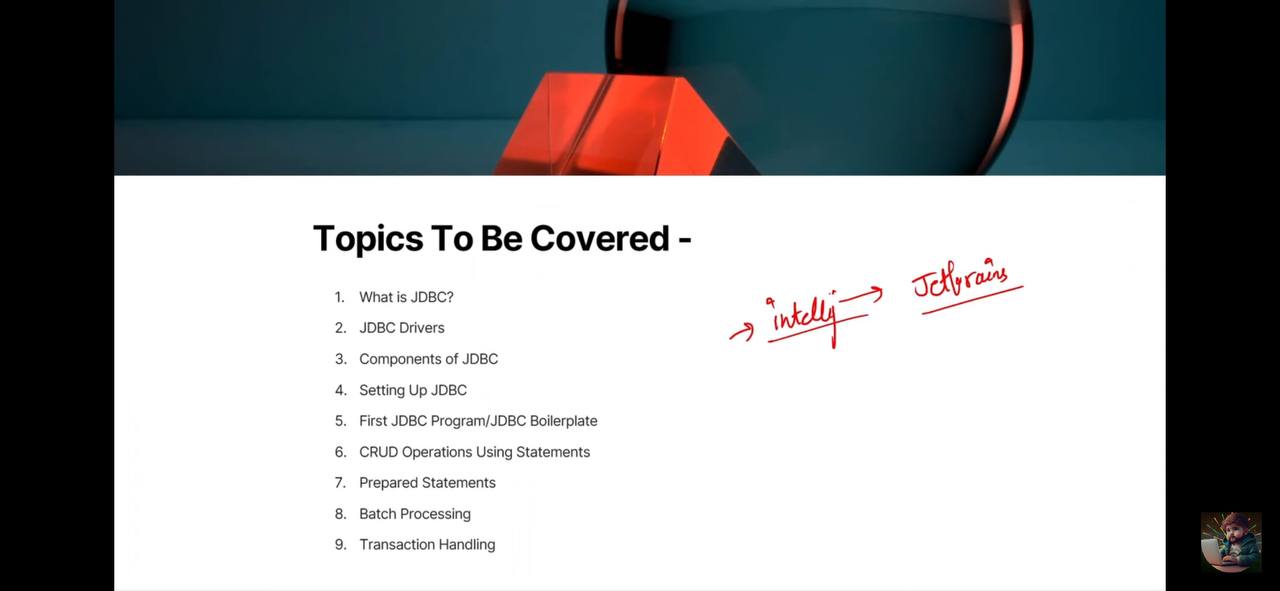 Topics To Be Covered -
1. What is JDBC?
2. JDBC Drivers
3. Components of JDBC
4. Setting Up JDBC
5. First JDBC Program/JDBC Boilerplate
6. CRUD Operations Using Statements
7. Prepared Statements
8. Batch Processing
9. Transaction Handling
→ intellij → Jetbrains